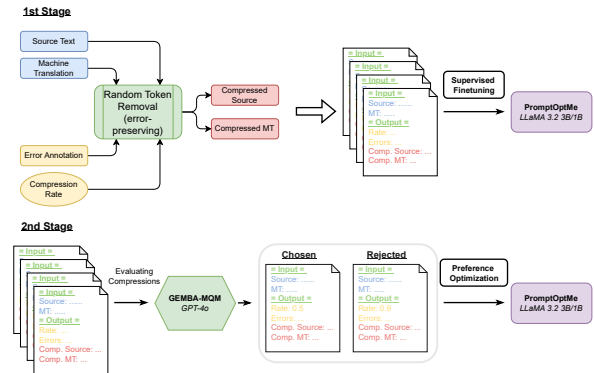 1st Stage
Source Text
Machine
Translation
Error Annotation
Compression
Rate
Random Token
Removal
(error-
preserving)
Compressed
Source
Compressed MT
= Input =
= Input =
= Input =
= Input =
Source: ......
MT: .....
= Output =
Rate: ...
Errors: ...
Comp. Source: ...
Comp. MT: ...
Supervised
Finetuning
PromptOptMe
LLaMA 3.2 3B/1B
2nd Stage
= Input =
= Input =
= Input =
= Input =
Source: ......
MT: .....
= Output =
Rate: ...
Errors: ...
Comp. Source: ...
Comp. MT: ...
Evaluating
Compressions
GEMBA-MQM
GPT-4o
Chosen
= Input =
Source: ......
MT: .....
= Output =
Rate: 0.5
Errors: ...
Comp. Source: ...
Comp. MT: ...
Rejected
= Input =
Source: ......
MT: .....
= Output =
Rate: 0.9
Errors: ...
Comp. Source: ...
Comp. MT: ...
Preference
Optimization
PromptOptMe
LLaMA 3.2 3B/1B